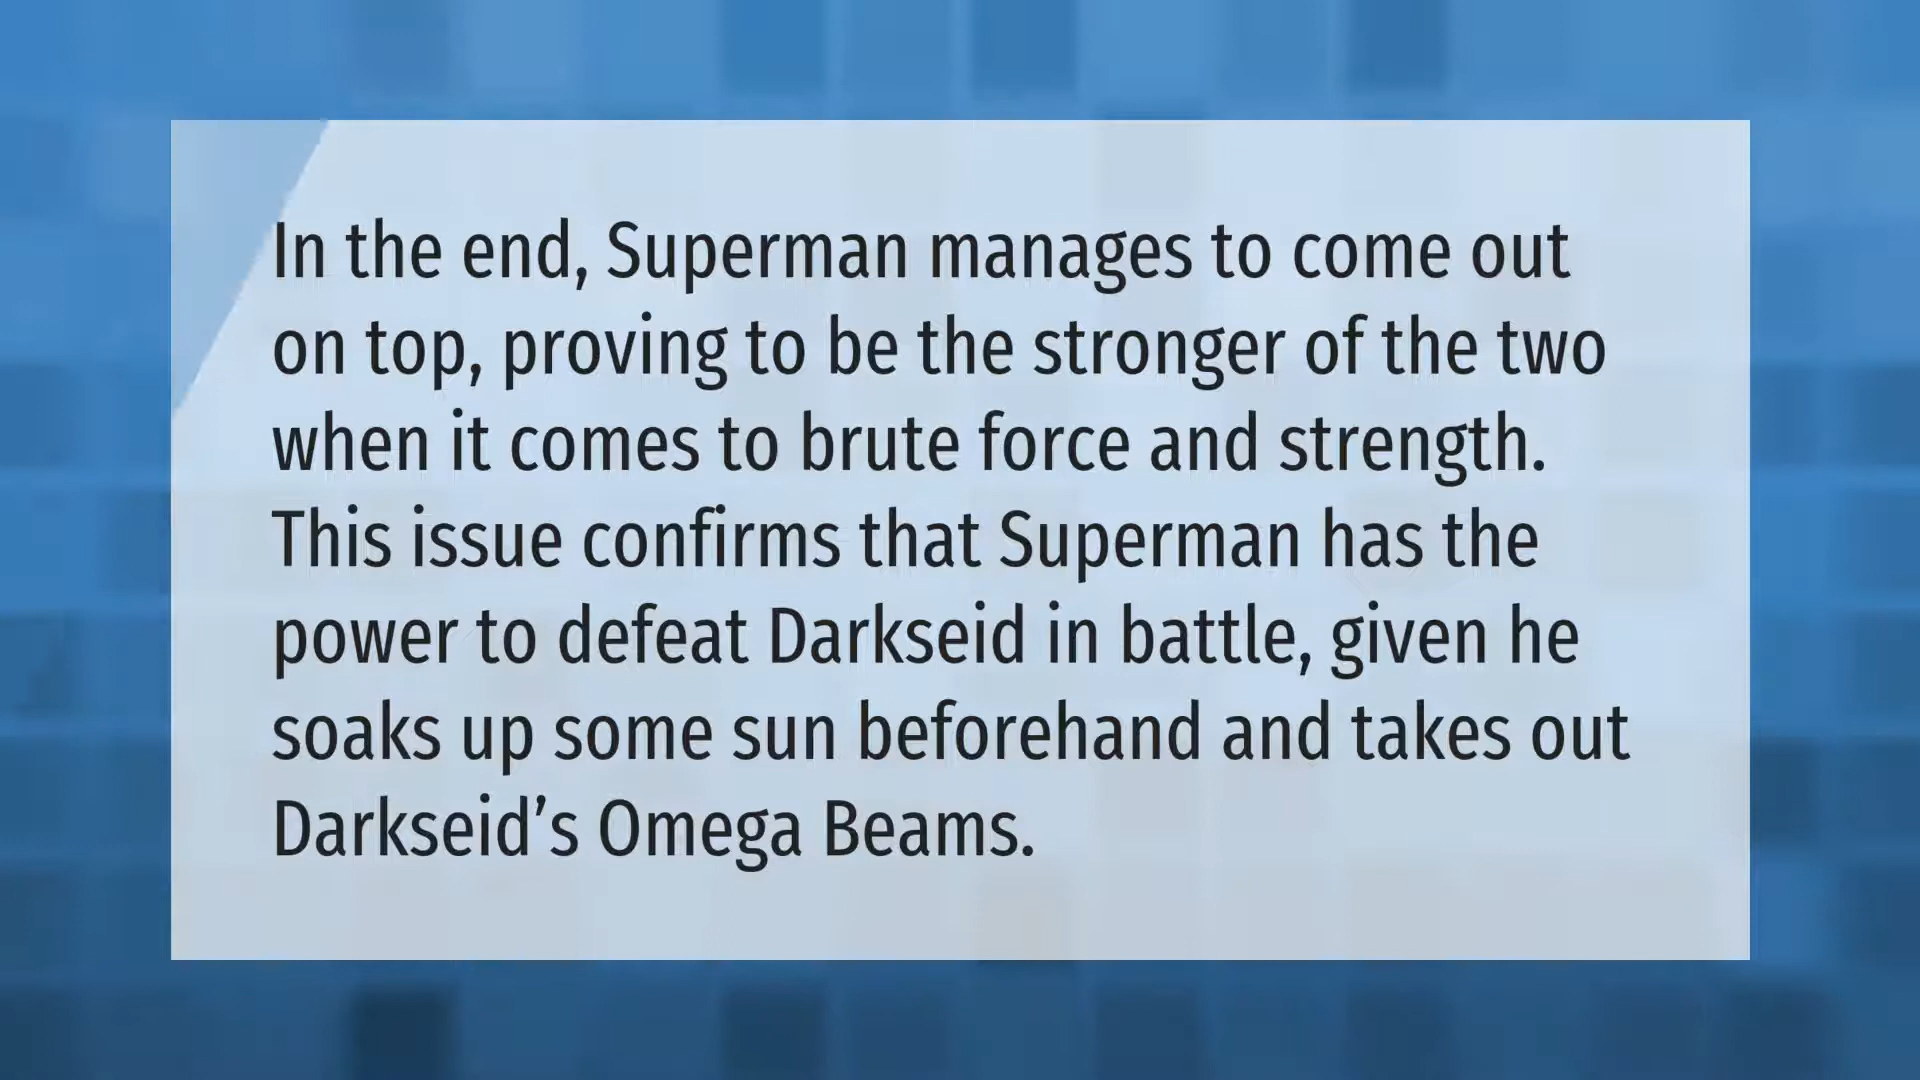 In the end, Superman manages to come out
on top, proving to be the stronger of the two
when it comes to brute force and strength.
This issue confirms that Superman has the
power to defeat Darkseid in battle, given he
soaks up some sun beforehand and takes out
Darkseid’s Omega Beams.